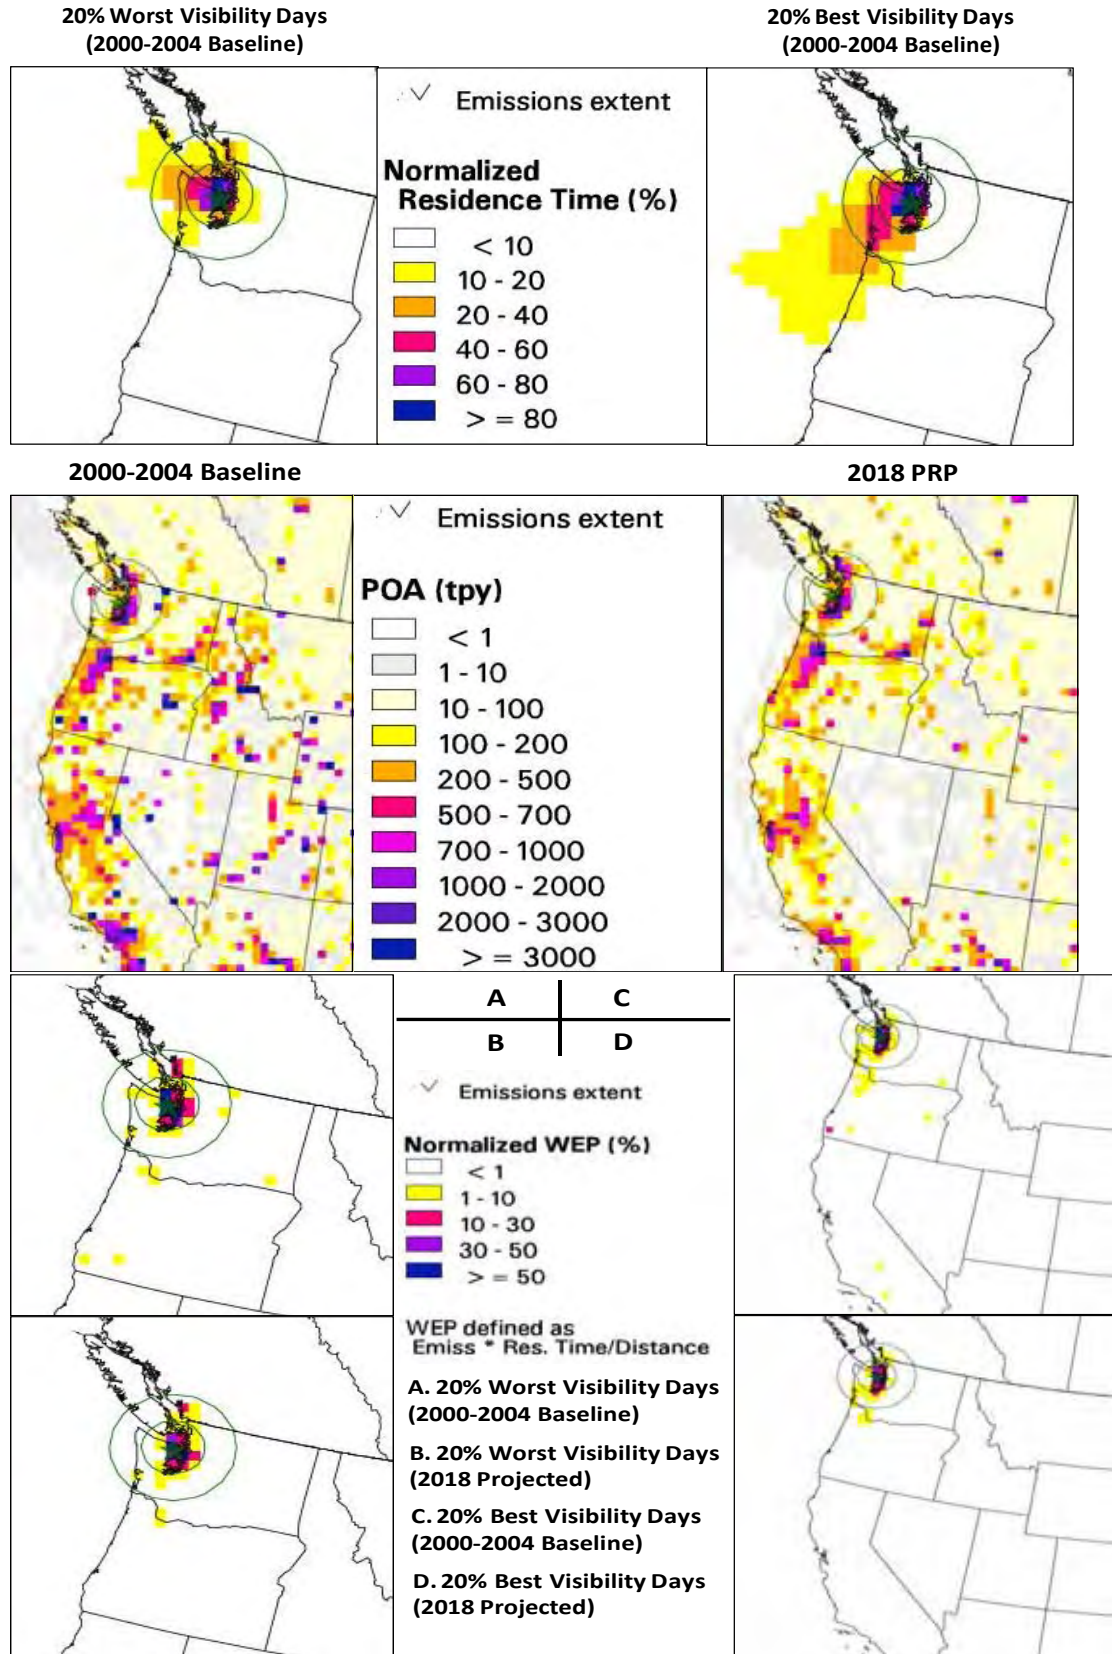 20% Worst Visibility Days
(2000-2004 Baseline)
20% Best Visibility Days
(2000-2004 Baseline)
Emissions extent
Normalized
Residence Time (%)
< 10
10 - 20
20 - 40
40 - 60
60 - 80
> = 80
2000-2004 Baseline
2018 PRP
Emissions extent
POA (tpy)
< 1
1 - 10
10 - 100
100 - 200
200 - 500
500 - 700
700 - 1000
1000 - 2000
2000 - 3000
> = 3000
A C
B D
Emissions extent
Normalized WEP (%)
< 1
1 - 10
10 - 30
30 - 50
> = 50
WEP defined as
Emiss * Res. Time/Distance
A. 20% Worst Visibility Days
(2000-2004 Baseline)
B. 20% Worst Visibility Days
(2018 Projected)
C. 20% Best Visibility Days
(2000-2004 Baseline)
D. 20% Best Visibility Days
(2018 Projected)